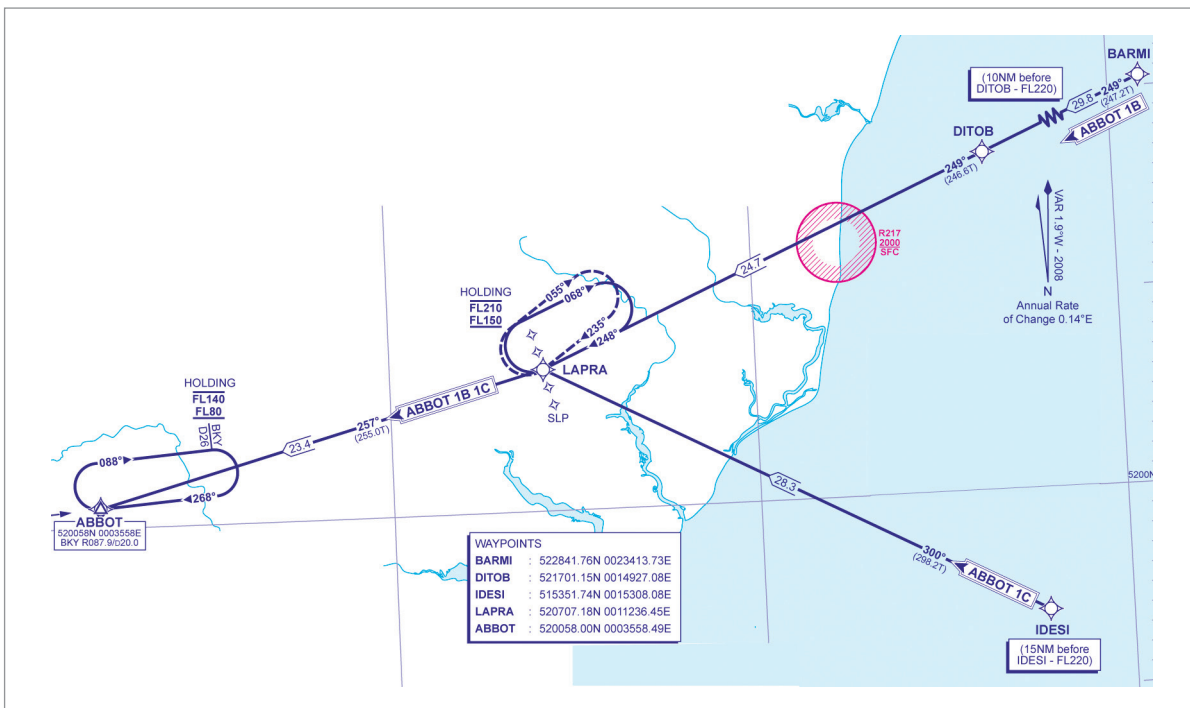 BARMI
(10NM before
DITOB - FL220)
29.8
249°
(247.2T)
ABBOT 1B
DITOB
249°
(246.6T)
VAR 1.9°W - 2008
N
Annual Rate
of Change 0.14°E
R217
2000
SFC
24.7
HOLDING
FL210
FL150
055°
068°
235°
248°
LAPRA
SLP
ABBOT 1B 1C
257°
(255.0T)
23.4
HOLDING
FL140
FL80
BKY
D26
088°
268°
ABBOT
520058N 0003558E
BKY R087.9/D20.0
28.3
5200N
300°
(298.2T)
ABBOT 1C
IDESI
(15NM before
IDESI - FL220)
WAYPOINTS
BARMI : 522841.76N 0023413.73E
DITOB : 521701.15N 0014927.08E
IDESI : 515351.74N 0015308.08E
LAPRA : 520707.18N 0011236.45E
ABBOT : 520058.00N 0003558.49E